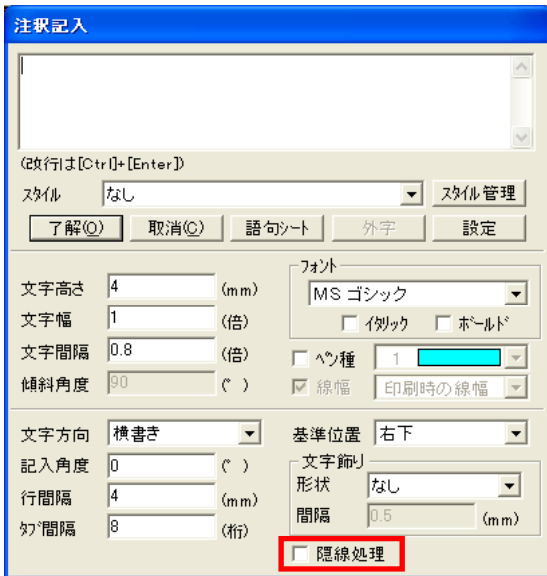 注釈記入
(改行は[Ctrl]+[Enter])
スタイル なし スタイル管理
了解(O) 取消(C) 語句シート 外字 設定
文字高さ 4 (mm)
文字幅 1 (倍)
文字間隔 0.8 (倍)
傾斜角度 90 (°)
フォント
MS ゴシック
イタリック ボールド
ペン種 1
線幅 印刷時の線幅
文字方向 横書き
記入角度 0 (°)
行間隔 4 (mm)
タブ間隔 8 (桁)
基準位置 右下
文字飾り
形状 なし
間隔 0.5 (mm)
隠線処理